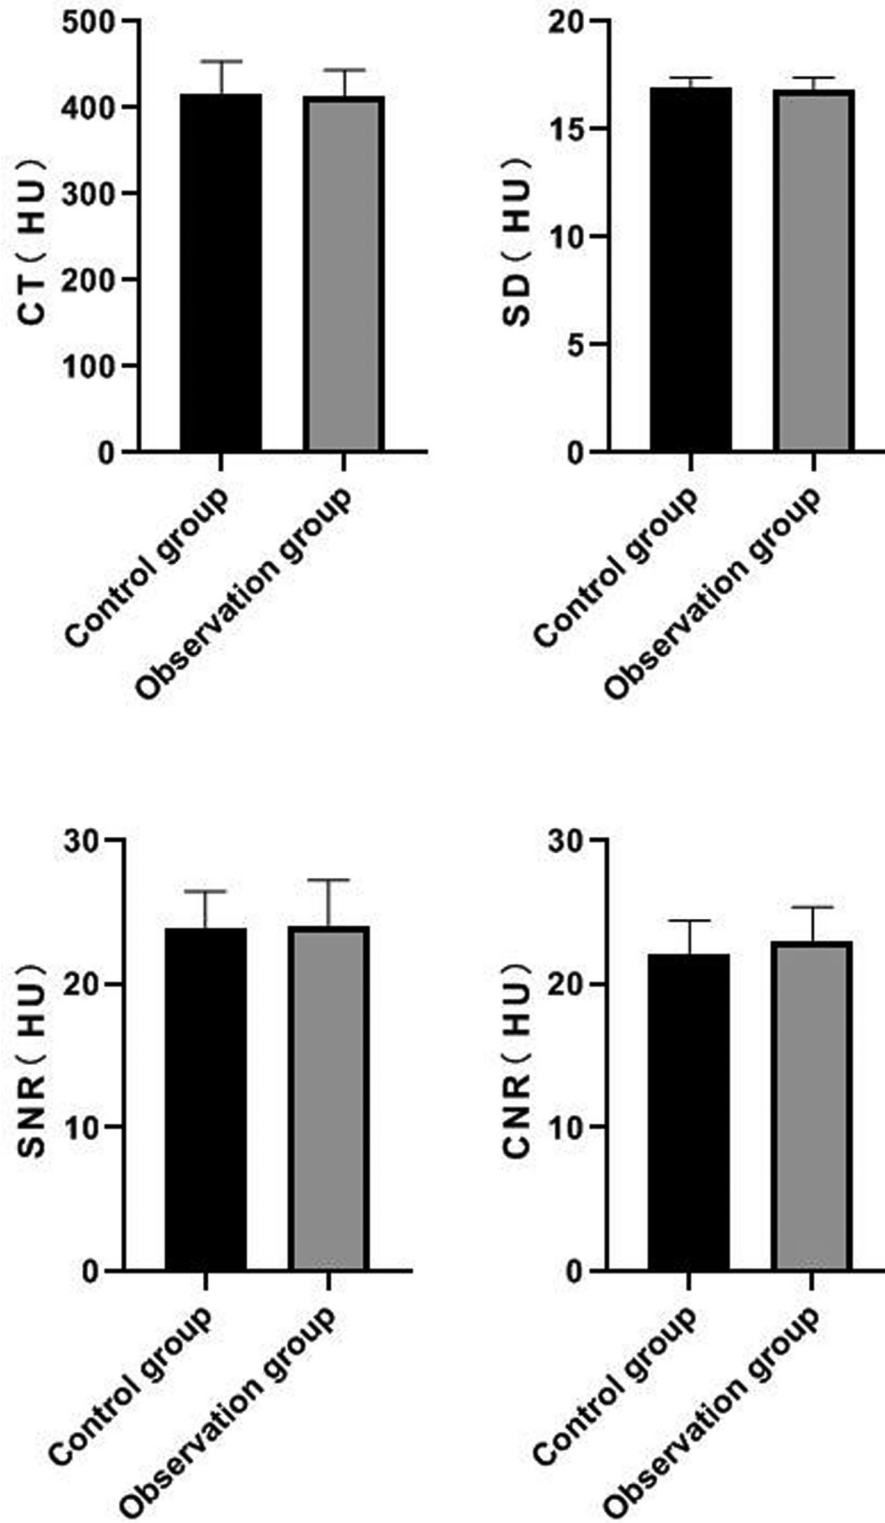 500
400
300
200
100
0
CT( HU )
Control group
Observation group
20
15
10
5
0
SD( HU )
Control group
Observation group
30
20
10
0
SNR( HU )
Control group
Observation group
30
20
10
0
CNR( HU )
Control group
Observation group